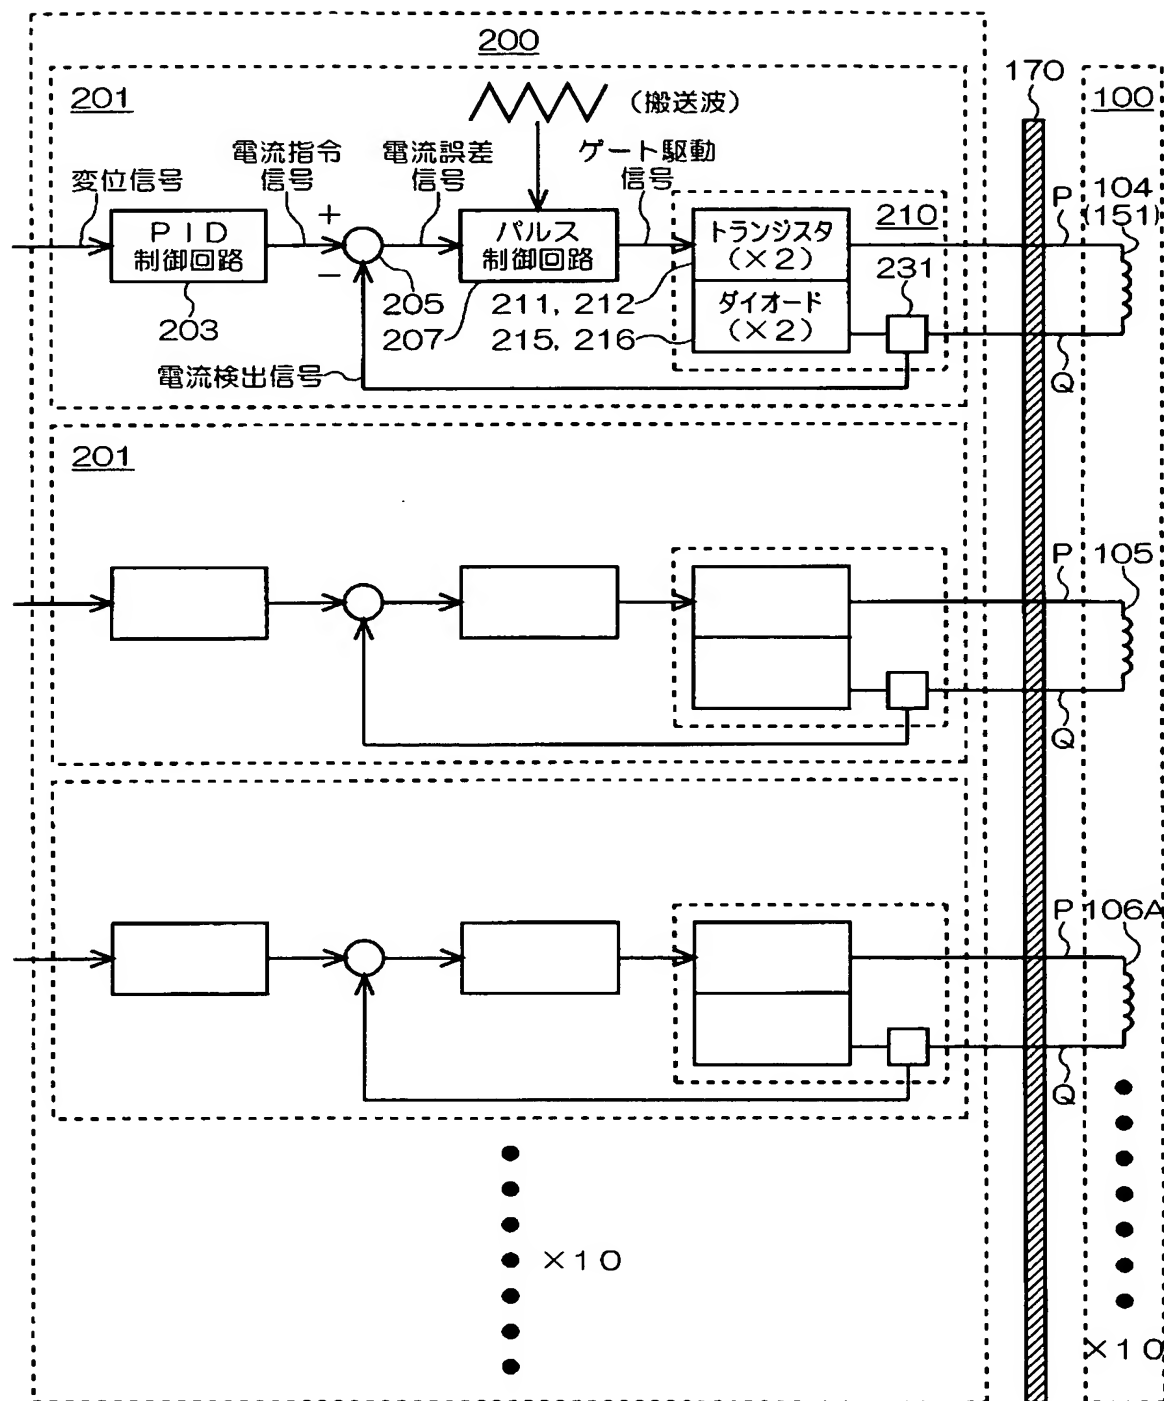 200
201
(搬送波)
170
100
電流指令
信号
電流誤差
信号
ゲート駆動
信号
変位信号
+
−
PID
制御回路
パルス
制御回路
トランジスタ
(×2)
ダイオード
(×2)
210
231
P
104
(151)
203
205
207
211, 212
215, 216
電流検出信号
Q
201
P
105
Q
P
106A
Q
×10
×10